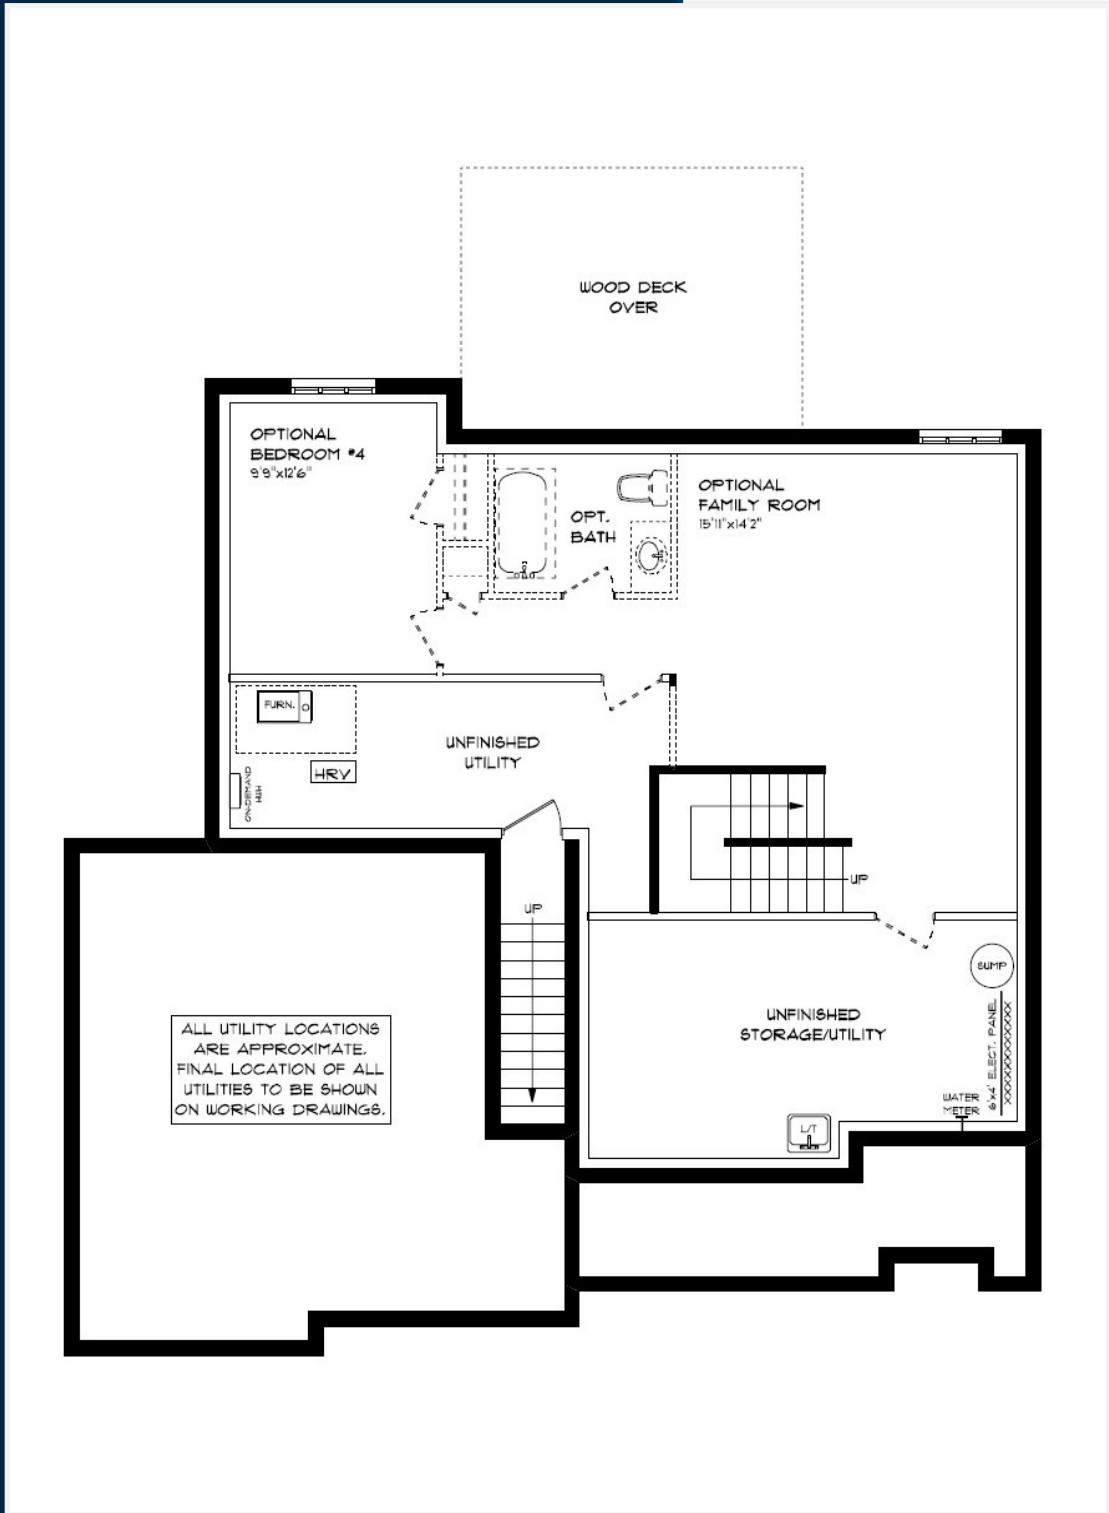 WOOD DECK
OVER
OPTIONAL
BEDROOM #4
9'9"x12'6"
OPT.
BATH
OPTIONAL
FAMILY ROOM
15'11"x14'2"
FURN.
HRV
ON-DEMAND
HWH
UNFINISHED
UTILITY
UP
UP
SUMP
UNFINISHED
STORAGE/UTILITY
6'x4' ELECT. PANEL
XXXXXXXXXXXXX
WATER
METER
L/T
ALL UTILITY LOCATIONS
ARE APPROXIMATE.
FINAL LOCATION OF ALL
UTILITIES TO BE SHOWN
ON WORKING DRAWINGS.